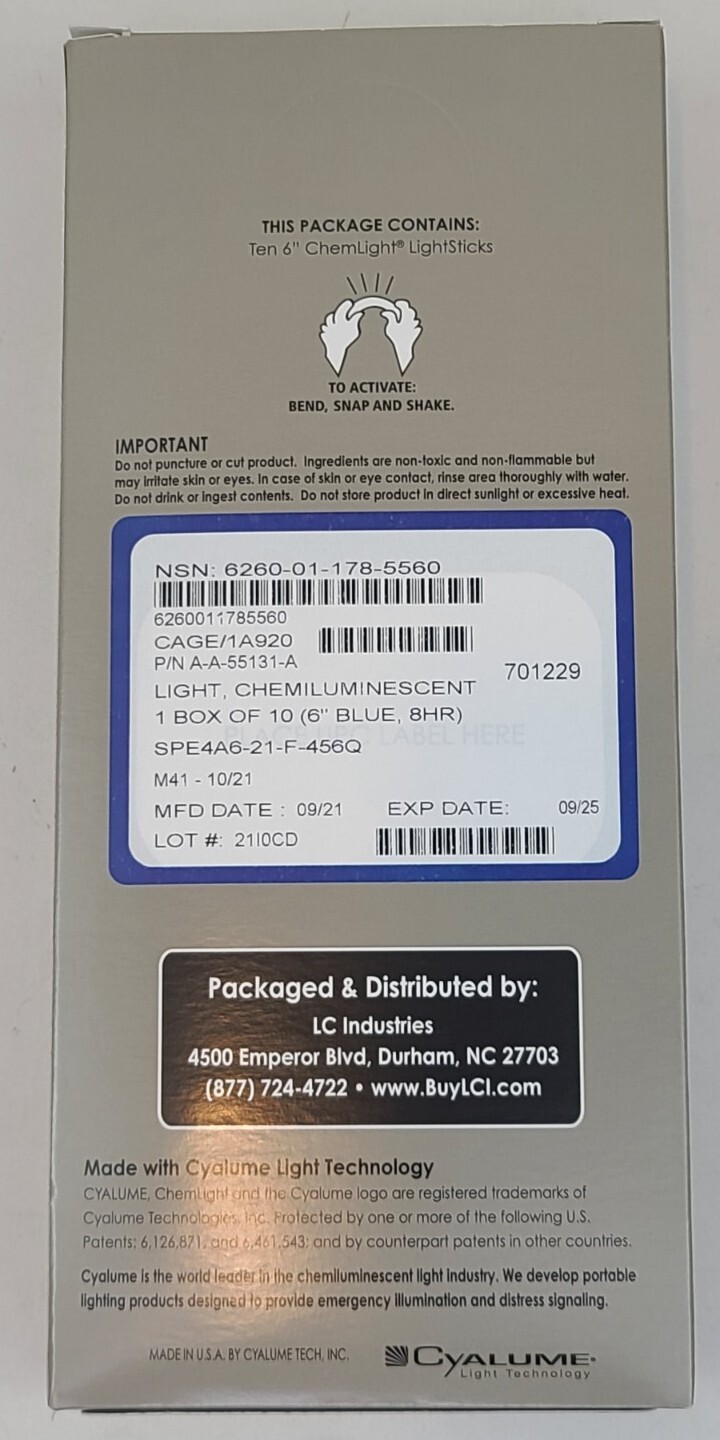 THIS PACKAGE CONTAINS:
Ten 6" ChemLight® LightSticks
TO ACTIVATE:
BEND, SNAP AND SHAKE.
IMPORTANT
Do not puncture or cut product. Ingredients are non-toxic and non-flammable but
may irritate skin or eyes. In case of skin or eye contact, rinse area thoroughly with water.
Do not drink or ingest contents. Do not store product in direct sunlight or excessive heat.
NSN: 6260-01-178-5560
6260011785560
CAGE/1A920
P/N A-A-55131-A
701229
LIGHT, CHEMILUMINESCENT
1 BOX OF 10 (6" BLUE, 8HR)
PLACE UPC LABEL HERE
SPE4A6-21-F-456Q
M41 - 10/21
MFD DATE : 09/21 EXP DATE: 09/25
LOT #: 21I0CD
Packaged & Distributed by:
LC Industries
4500 Emperor Blvd, Durham, NC 27703
(877) 724-4722 • www.BuyLCI.com
Made with Cyalume Light Technology
CYALUME, ChemLight and the Cyalume logo are registered trademarks of
Cyalume Technologies, Inc. Protected by one or more of the following U.S.
Patents: 6,126,871, and 6,461,543; and by counterpart patents in other countries.
Cyalume is the world leader in the chemiluminescent light industry. We develop portable
lighting products designed to provide emergency illumination and distress signaling.
MADE IN U.S.A. BY CYALUME TECH, INC.
CYALUME
Light Technology